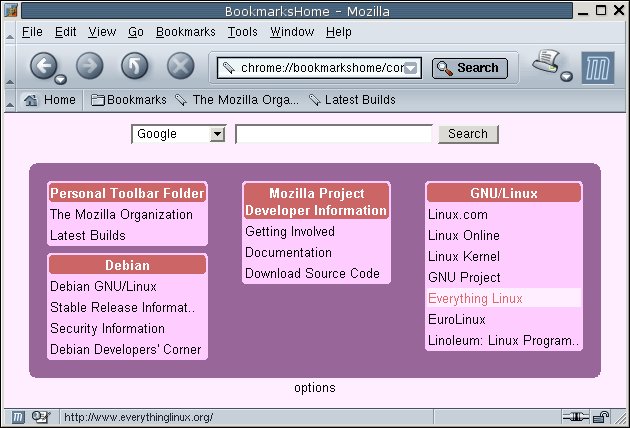 BookmarksHome - Mozilla
File Edit View Go Bookmarks Tools Window Help
chrome://bookmarkshome/cor Search
Home Bookmarks The Mozilla Orga... Latest Builds
Google Search
Personal Toolbar Folder
The Mozilla Organization
Latest Builds
Debian
Debian GNU/Linux
Stable Release Informat..
Security Information
Debian Developers' Corner
Mozilla Project
Developer Information
Getting Involved
Documentation
Download Source Code
GNU/Linux
Linux.com
Linux Online
Linux Kernel
GNU Project
Everything Linux
EuroLinux
Linoleum: Linux Program..
options
http://www.everythinglinux.org/